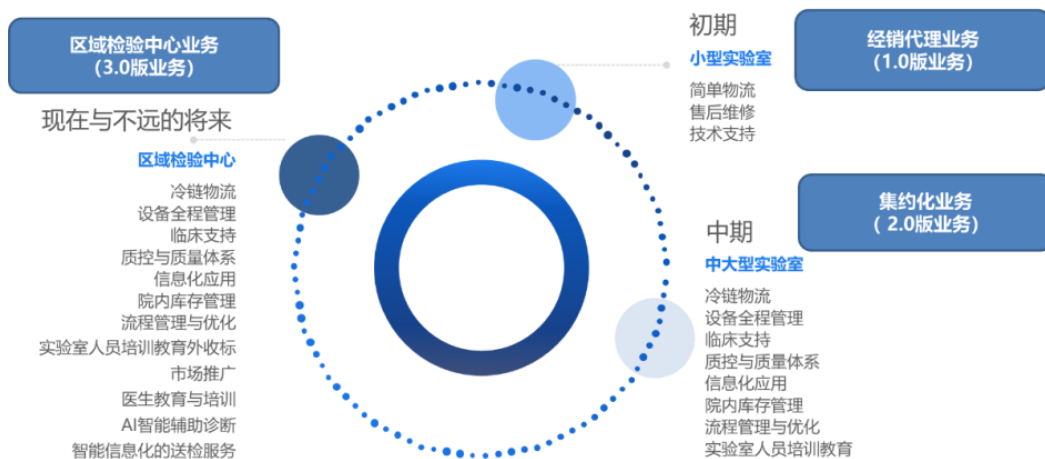 区域检验中心业务
（3.0版业务）
现在与不远的将来
区域检验中心
冷链物流
设备全程管理
临床支持
质控与质量体系
信息化应用
院内库存管理
流程管理与优化
实验室人员培训教育外收标
市场推广
医生教育与培训
AI智能辅助诊断
智能信息化的送检服务
初期
小型实验室
简单物流
售后维修
技术支持
经销代理业务
（1.0版业务）
集约化业务
（ 2.0版业务）
中期
中大型实验室
冷链物流
设备全程管理
临床支持
质控与质量体系
信息化应用
院内库存管理
流程管理与优化
实验室人员培训教育